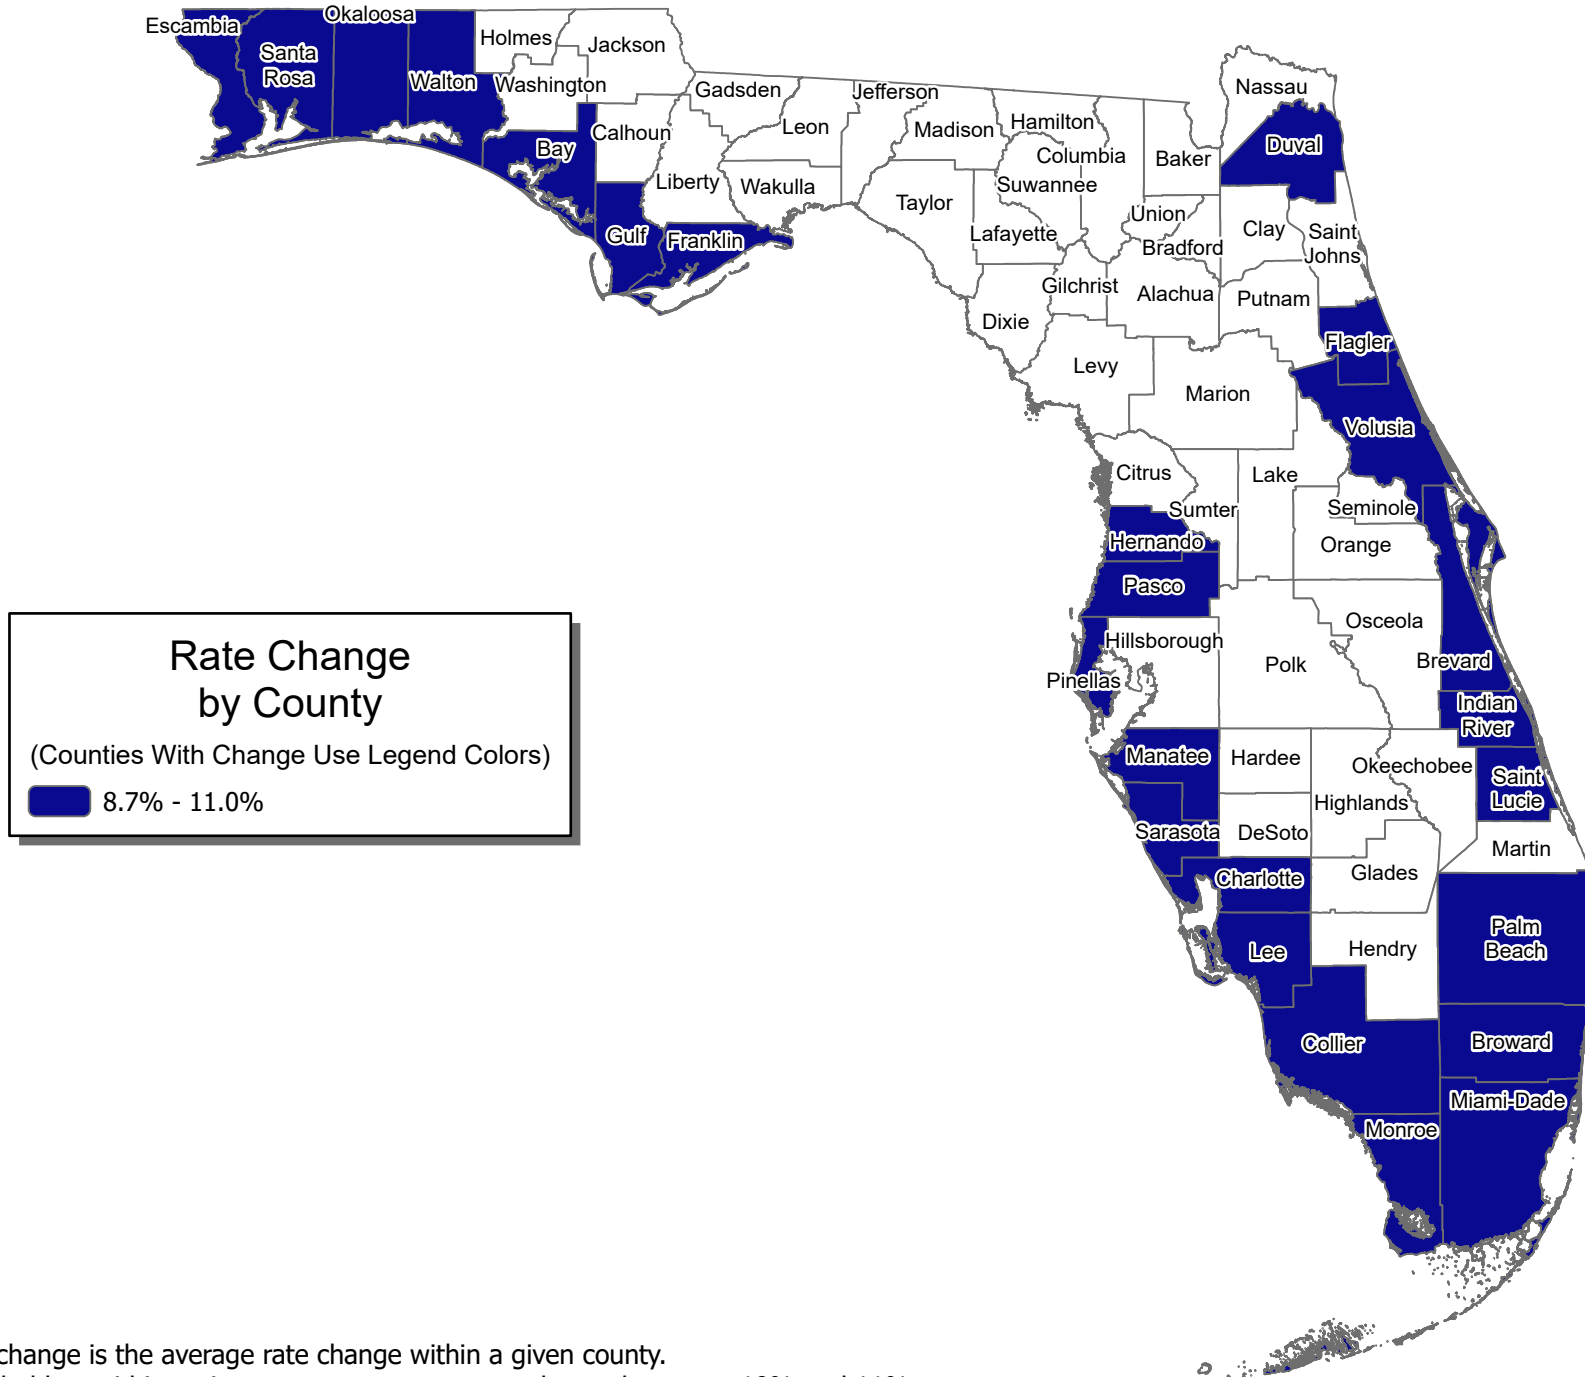 Escambia
Okaloosa
Santa
Rosa
Walton
Holmes
Jackson
Washington
Bay
Calhoun
Gulf
Franklin
Liberty
Gadsden
Leon
Wakulla
Jefferson
Madison
Taylor
Hamilton
Columbia
Suwannee
Lafayette
Baker
Nassau
Duval
Union
Bradford
Clay
Saint
Johns
Gilchrist
Alachua
Putnam
Dixie
Levy
Marion
Flagler
Volusia
Citrus
Sumter
Lake
Seminole
Orange
Hernando
Pasco
Hillsborough
Pinellas
Polk
Osceola
Brevard
Indian
River
Manatee
Hardee
Okeechobee
Highlands
Saint
Lucie
Sarasota
DeSoto
Martin
Charlotte
Glades
Lee
Hendry
Palm
Beach
Collier
Broward
Miami-Dade
Monroe
Rate Change
by County
(Counties With Change Use Legend Colors)
8.7% - 11.0%
change is the average rate change within a given county.